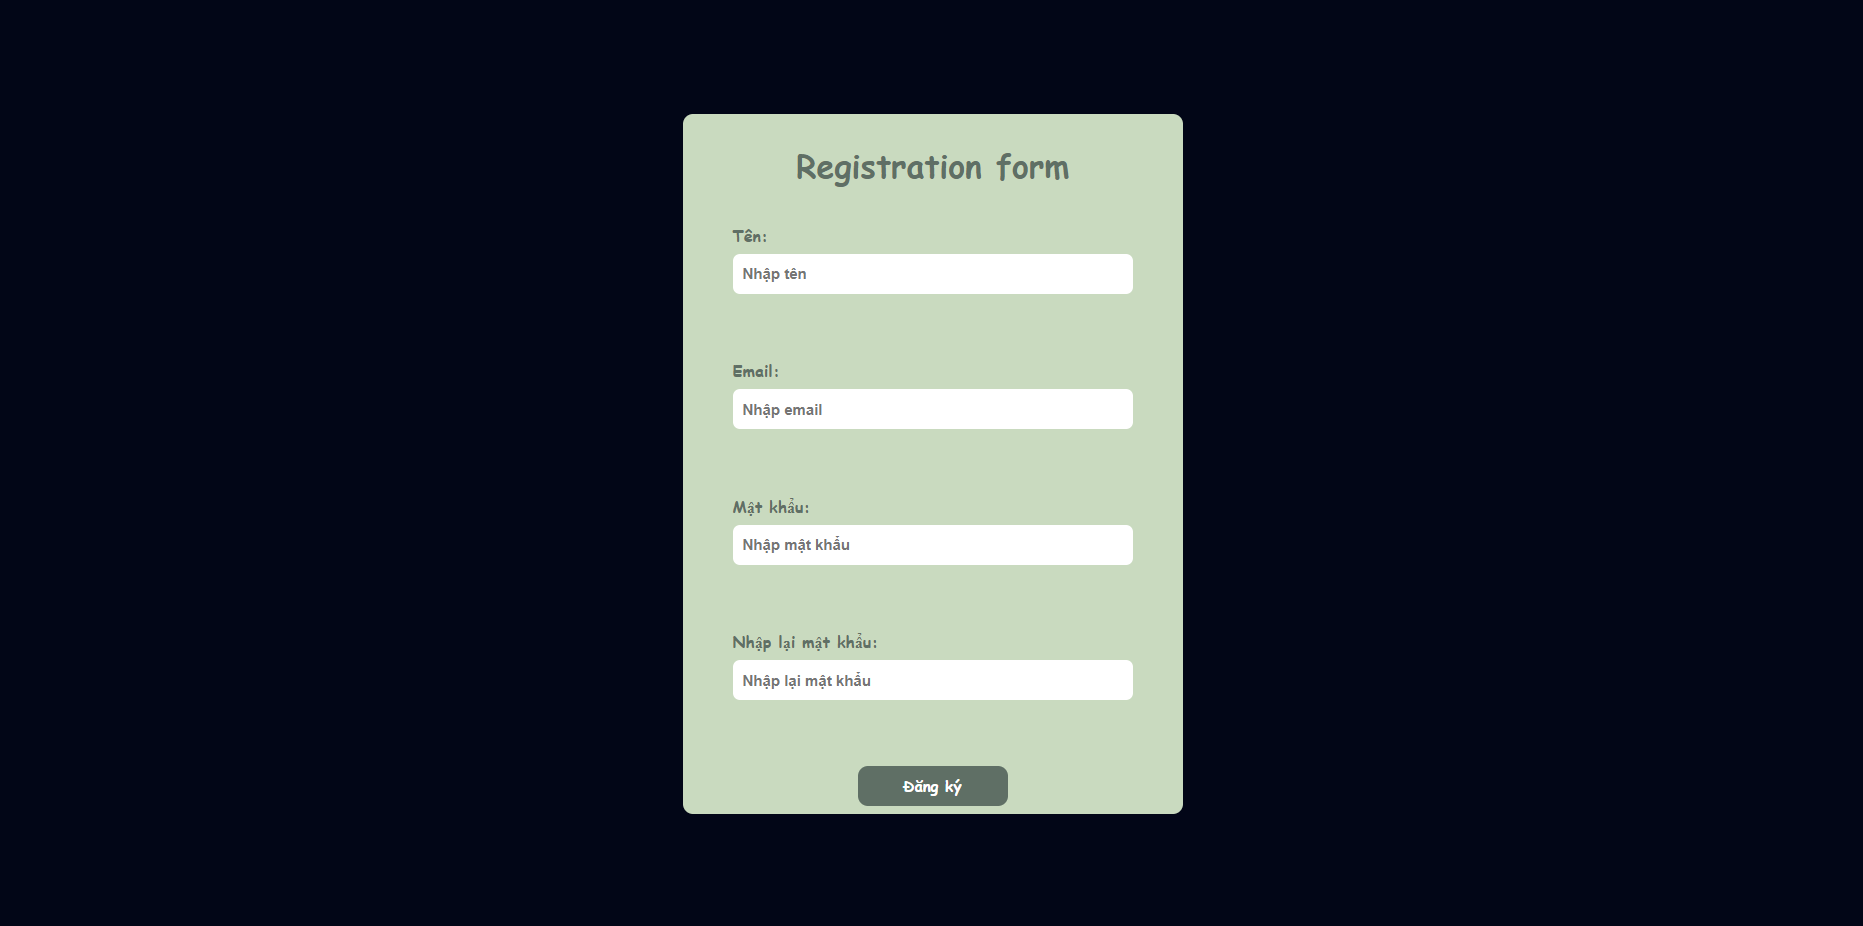 Registration form
Tên:
Nhập tên
Email:
Nhập email
Mật khẩu:
Nhập mật khẩu
Nhập lại mật khẩu:
Nhập lại mật khẩu
Đăng ký